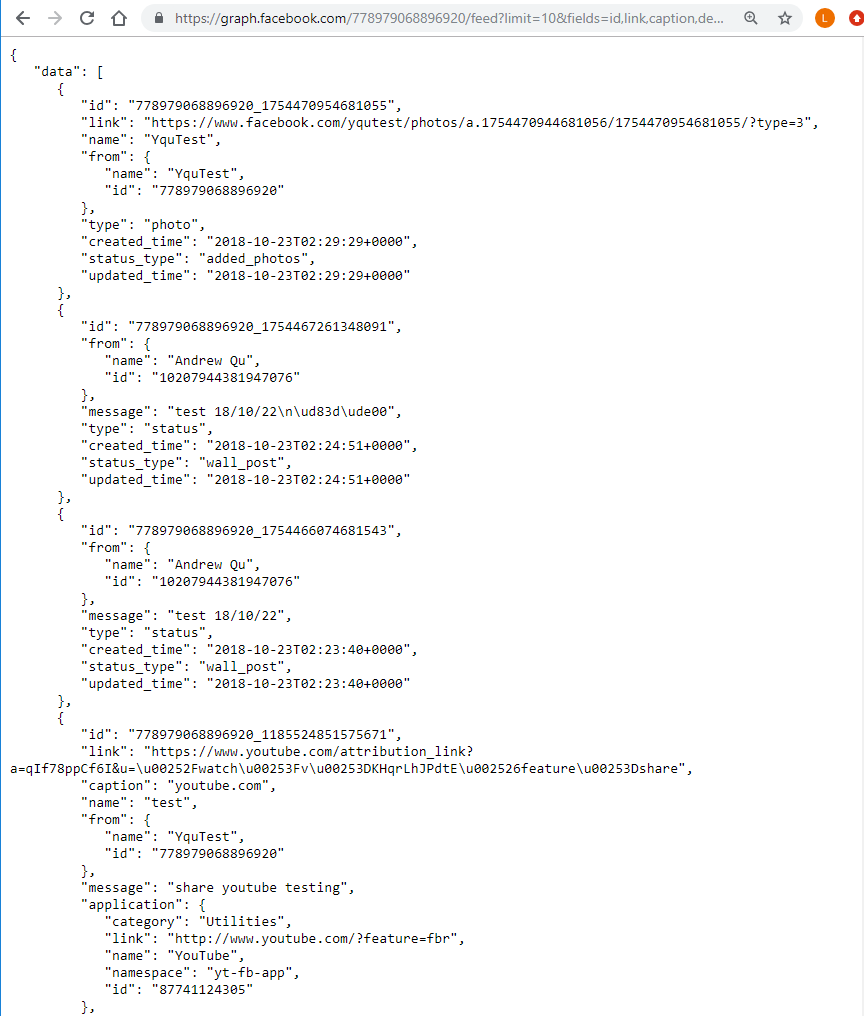 https://graph.facebook.com/778979068896920/feed?limit=10&fields=id,link,caption,de...
L
{
"data": [
{
"id": "778979068896920_1754470954681055",
"link": "https://www.facebook.com/yqutest/photos/a.1754470944681056/1754470954681055/?type=3",
"name": "YquTest",
"from": {
"name": "YquTest",
"id": "778979068896920"
},
"type": "photo",
"created_time": "2018-10-23T02:29:29+0000",
"status_type": "added_photos",
"updated_time": "2018-10-23T02:29:29+0000"
},
{
"id": "778979068896920_1754467261348091",
"from": {
"name": "Andrew Qu",
"id": "10207944381947076"
},
"message": "test 18/10/22\n\ud83d\ude00",
"type": "status",
"created_time": "2018-10-23T02:24:51+0000",
"status_type": "wall_post",
"updated_time": "2018-10-23T02:24:51+0000"
},
{
"id": "778979068896920_1754466074681543",
"from": {
"name": "Andrew Qu",
"id": "10207944381947076"
},
"message": "test 18/10/22",
"type": "status",
"created_time": "2018-10-23T02:23:40+0000",
"status_type": "wall_post",
"updated_time": "2018-10-23T02:23:40+0000"
},
{
"id": "778979068896920_1185524851575671",
"link": "https://www.youtube.com/attribution_link?
a=qIf78ppCf6I&u=\u00252Fwatch\u00253Fv\u00253DKHqrLhJPdtE\u002526feature\u00253Dshare",
"caption": "youtube.com",
"name": "test",
"from": {
"name": "YquTest",
"id": "778979068896920"
},
"message": "share youtube testing",
"application": {
"category": "Utilities",
"link": "http://www.youtube.com/?feature=fbr",
"name": "YouTube",
"namespace": "yt-fb-app",
"id": "87741124305"
},